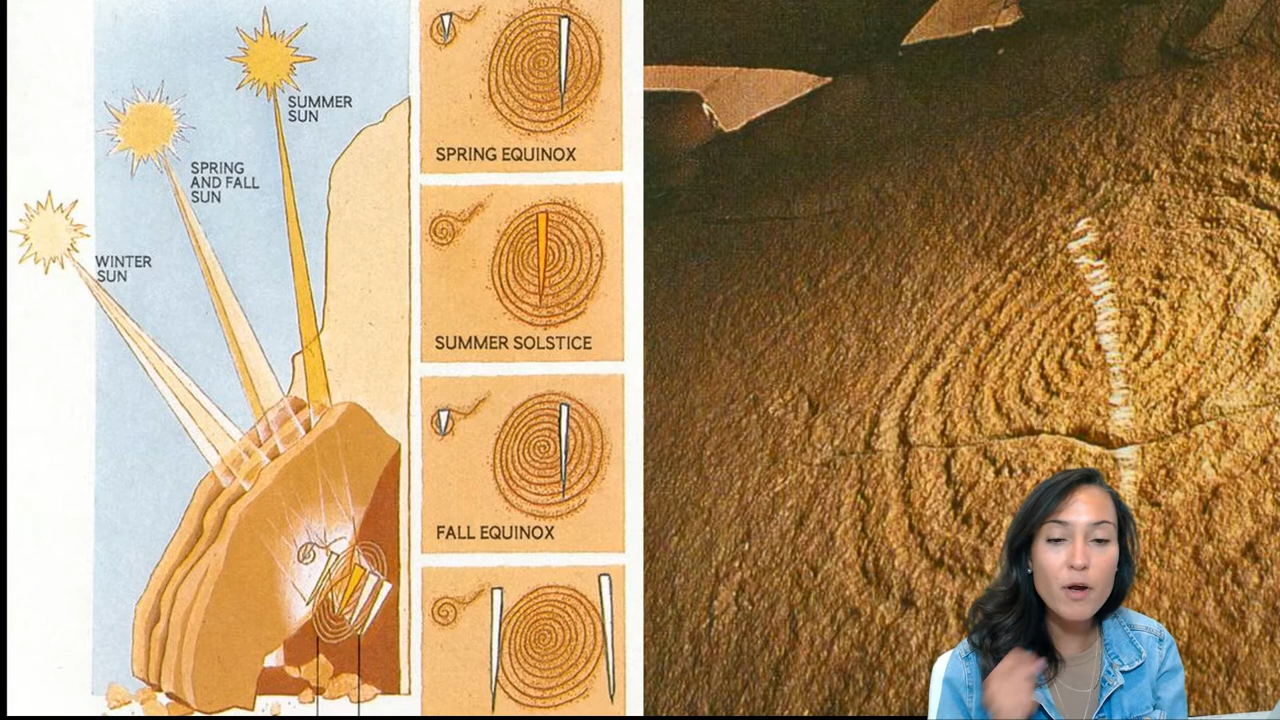 SUMMER
SUN
SPRING
AND FALL
SUN
WINTER
SUN
SPRING EQUINOX
SUMMER SOLSTICE
FALL EQUINOX